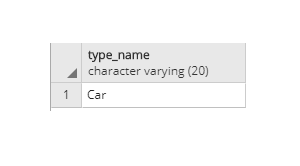 type_name
character varying (20)
1 Car